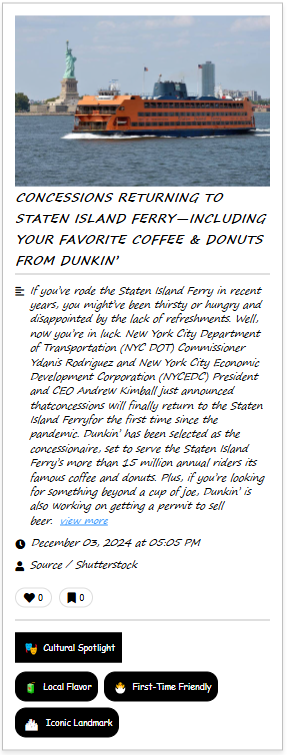 CONCESSIONS RETURNING TO
STATEN ISLAND FERRY—INCLUDING
YOUR FAVORITE COFFEE & DONUTS
FROM DUNKIN'
If you've rode the Staten Island Ferry in recent
years, you might've been thirsty or hungry and
disappointed by the lack of refreshments. Well,
now you're in luck. New York City Department
of Transportation (NYC DOT) Commissioner
Ydanis Rodriguez and New York City Economic
Development Corporation (NYCEDC) President
and CEO Andrew Kimball just announced
thatconcessions will finally return to the Staten
Island Ferryfor the first time since the
pandemic. Dunkin' has been selected as the
concessionaire, set to serve the Staten Island
Ferry's more than 15 million annual riders its
famous coffee and donuts. Plus, if you're looking
for something beyond a cup of joe, Dunkin' is
also working on getting a permit to sell
beer. view more
December 03, 2024 at 05:05 PM
Source / Shutterstock
0 0
Cultural Spotlight
Local Flavor First-Time Friendly
Iconic Landmark